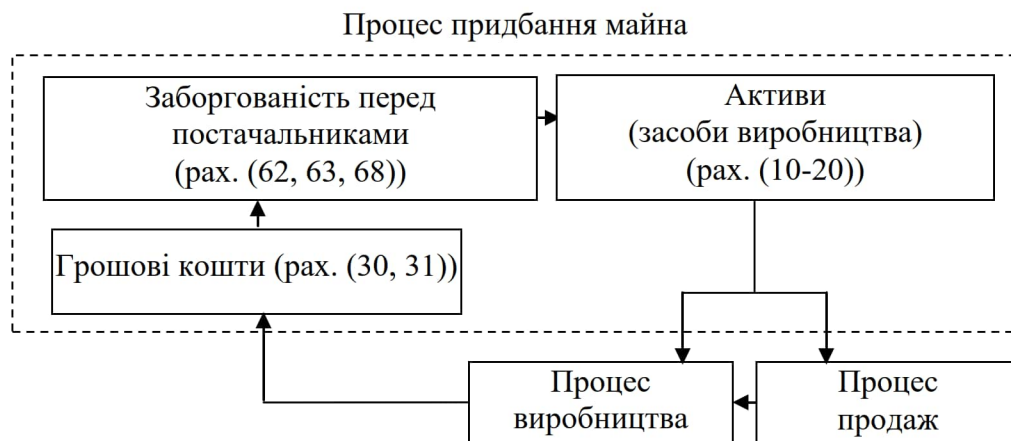 Процес придбання майна
Заборгованість перед
постачальниками
(рах. (62, 63, 68))
Активи
(засоби виробництва)
(рах. (10-20))
Грошові кошти (рах. (30, 31))
Процес
виробництва
Процес
продаж